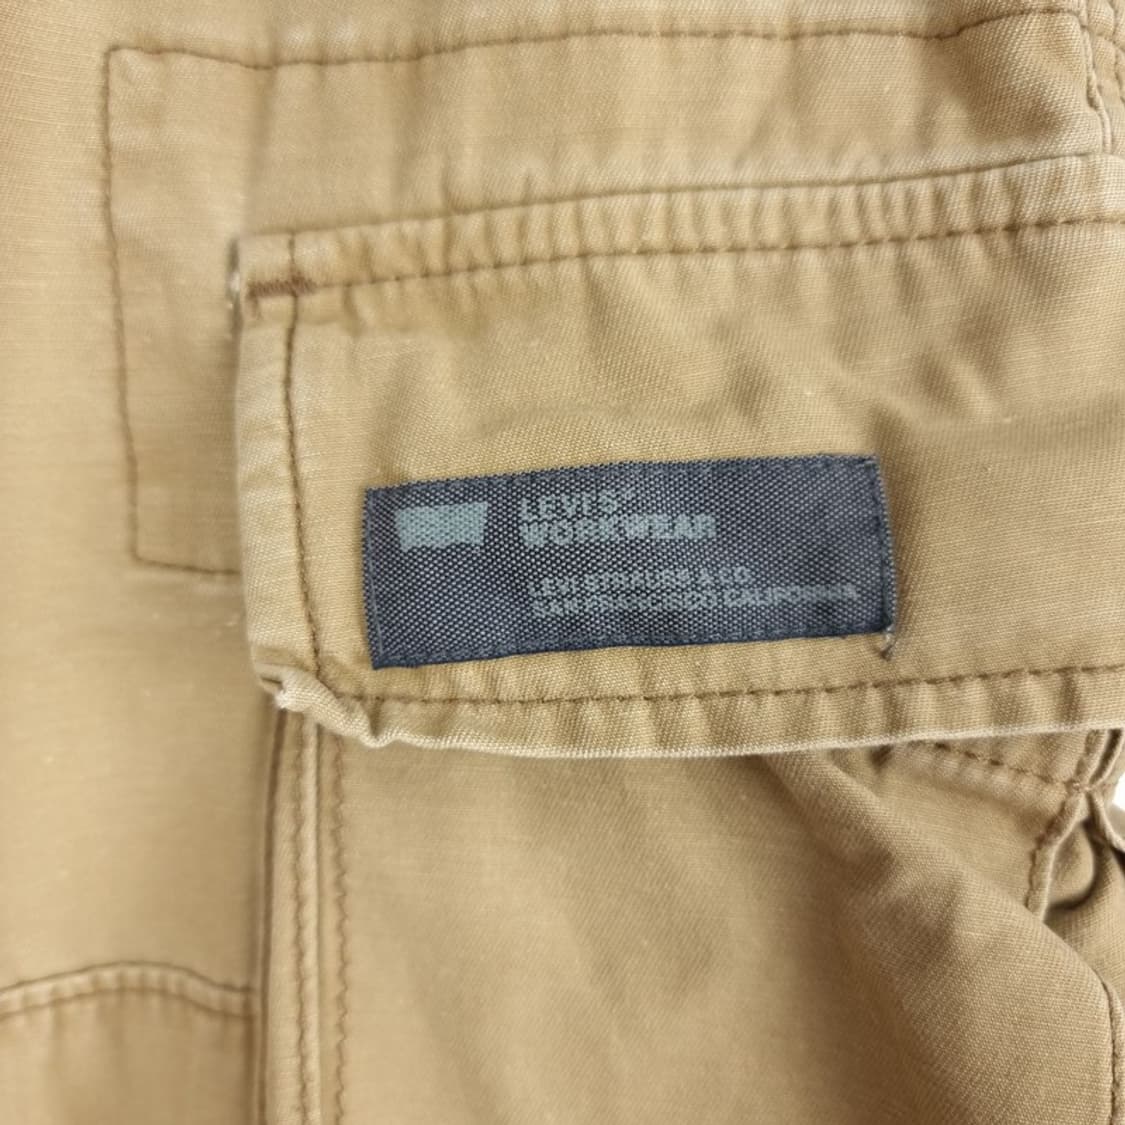 LEVI'S®
WORKWEAR
LEVI STRAUSS & CO
SAN FRANCISCO CALIFORNIA